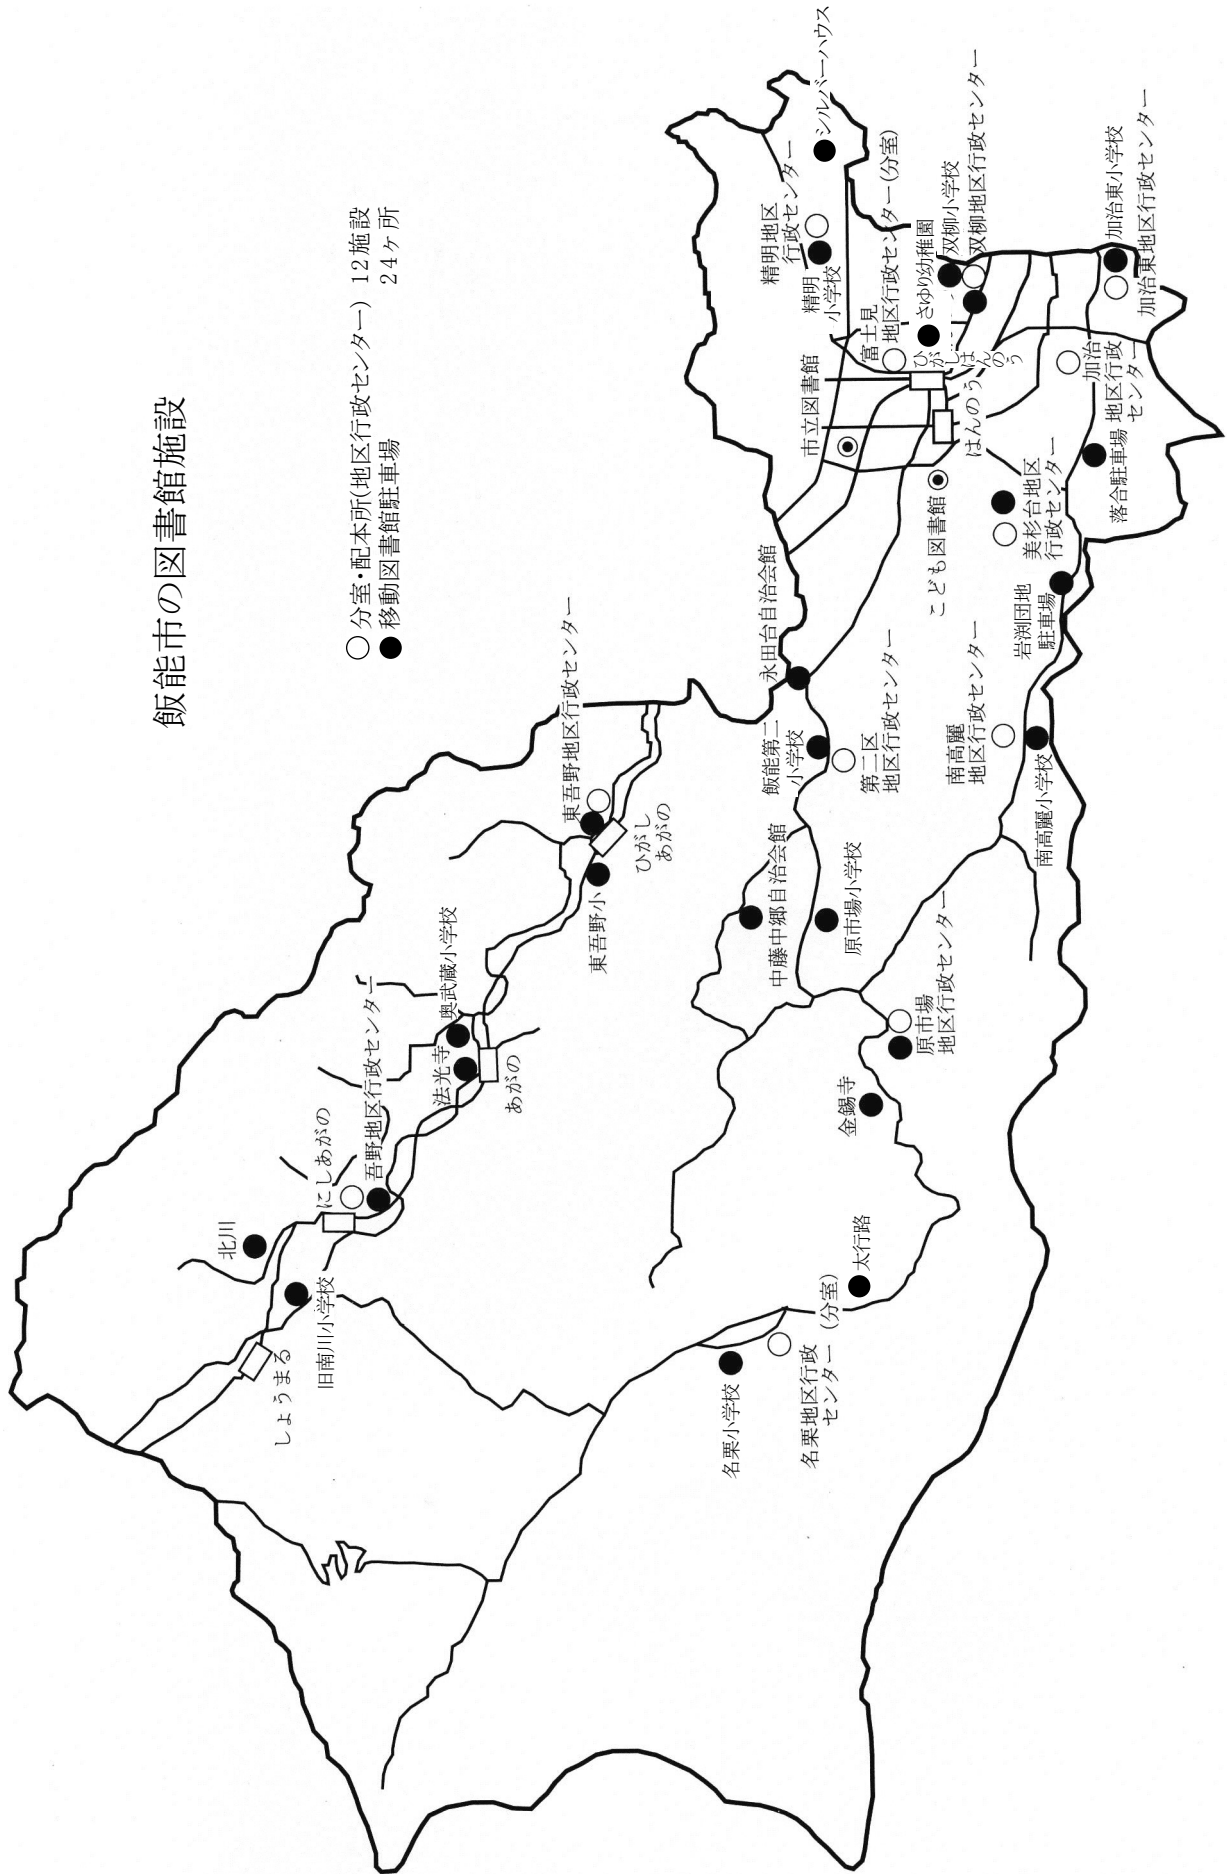 飯能市の図書館施設
○分室・配本所(地区行政センター) 12施設
●移動図書館駐車場 24ヶ所
北川
しょうまる
旧南川小学校
にしあがの
吾野地区行政センター
法光寺
奥武蔵小学校
あがの
東吾野小
東吾野地区行政センター
ひがし
あがの
名栗小学校
名栗地区行政
センター(分室)
太行路
金錫寺
原市場
地区行政センター
中藤中郷自治会館
原市場小学校
飯能第二
小学校
第二区
地区行政センター
永田台自治会館
南高麗
地区行政センター
南高麗小学校
岩渕団地
駐車場
こども図書館
市立図書館
美杉台地区
行政センター
落合駐車場
加治
地区行政
センター
はんのう
ひがしはんのう
富士見
地区行政センター(分室)
精明地区
行政センター
精明
小学校
シルバーハウス
さゆり幼稚園
双柳小学校
双柳地区行政センター
加治東小学校
加治東地区行政センター